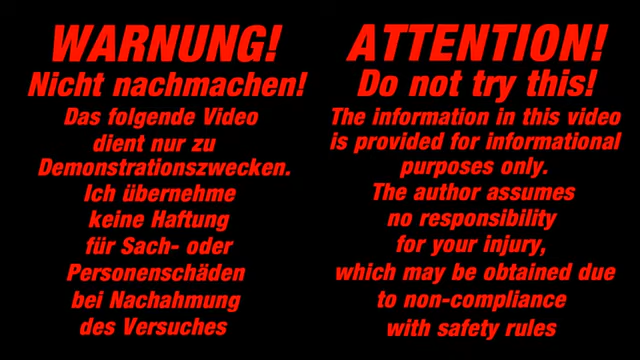 WARNUNG!
Nicht nachmachen!
Das folgende Video
dient nur zu
Demonstrationszwecken.
Ich übernehme
keine Haftung
für Sach- oder
Personenschäden
bei Nachahmung
des Versuches
ATTENTION!
Do not try this!
The information in this video
is provided for informational
purposes only.
The author assumes
no responsibility
for your injury,
which may be obtained due
to non-compliance
with safety rules